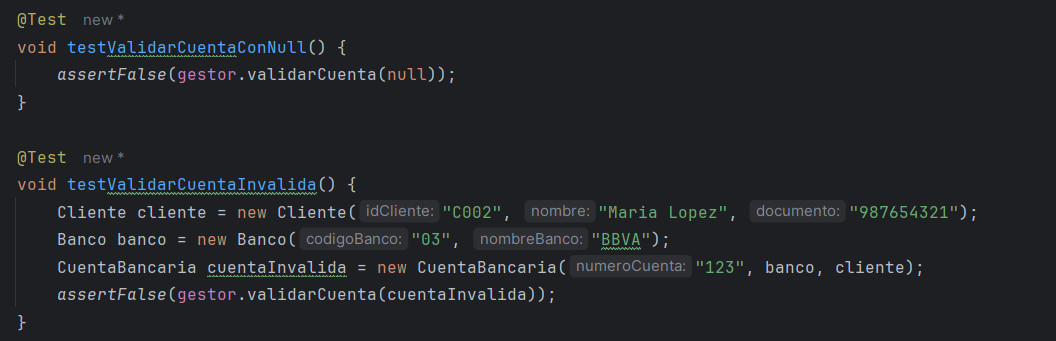 @Test new *
void testValidarCuentaConNull() {
    assertFalse(gestor.validarCuenta(null));
}
@Test new *
void testValidarCuentaInvalida() {
    Cliente cliente = new Cliente( idCliente: "C002", nombre: "Maria Lopez", documento: "987654321");
    Banco banco = new Banco( codigoBanco: "03", nombreBanco: "BBVA");
    CuentaBancaria cuentaInvalida = new CuentaBancaria( numeroCuenta: "123", banco, cliente);
    assertFalse(gestor.validarCuenta(cuentaInvalida));
}